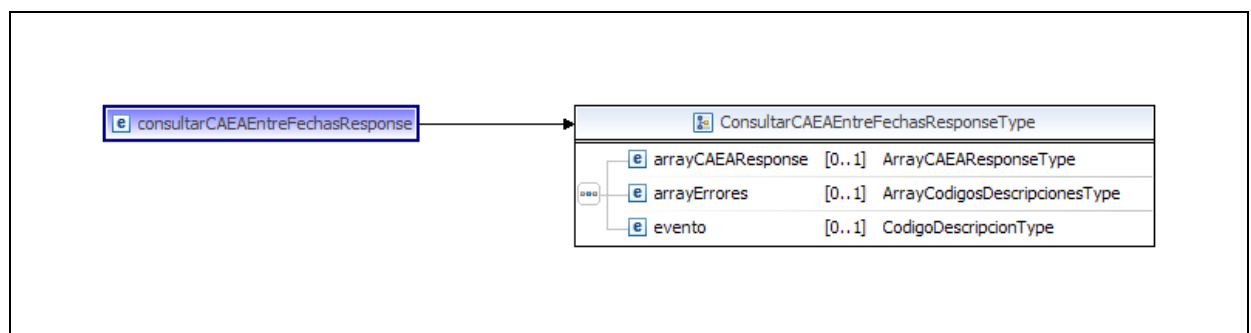 e consultarCAEAEntreFechasResponse
ConsultarCAEAEntreFechasResponseType
e arrayCAEAResponse [0..1] ArrayCAEAResponseType
e arrayErrores [0..1] ArrayCodigosDescripcionesType
e evento [0..1] CodigoDescripcionType